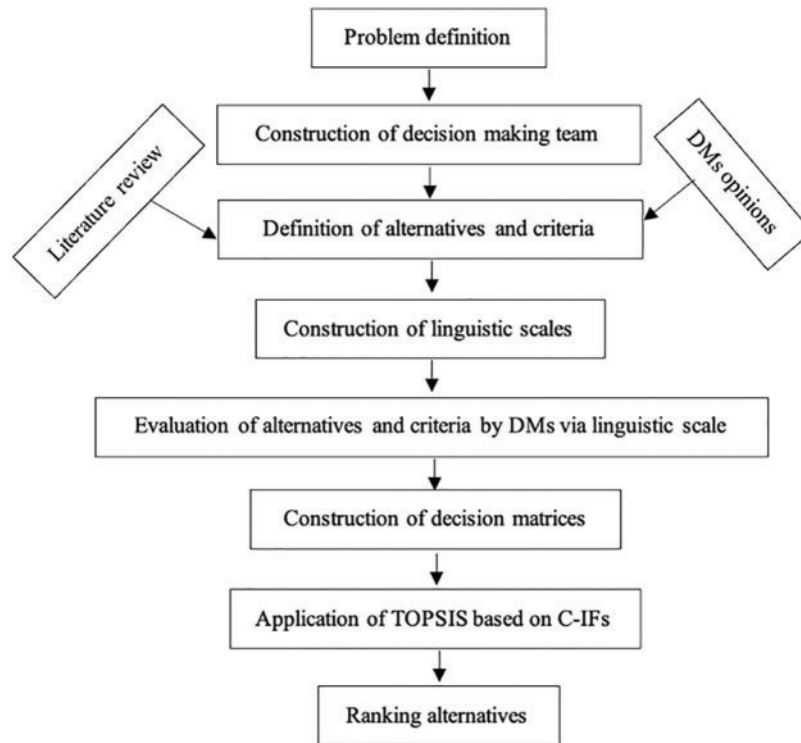 Problem definition
Construction of decision making team
Literature review
DMs opinions
Definition of alternatives and criteria
Construction of linguistic scales
Evaluation of alternatives and criteria by DMs via linguistic scale
Construction of decision matrices
Application of TOPSIS based on C-IFs
Ranking alternatives